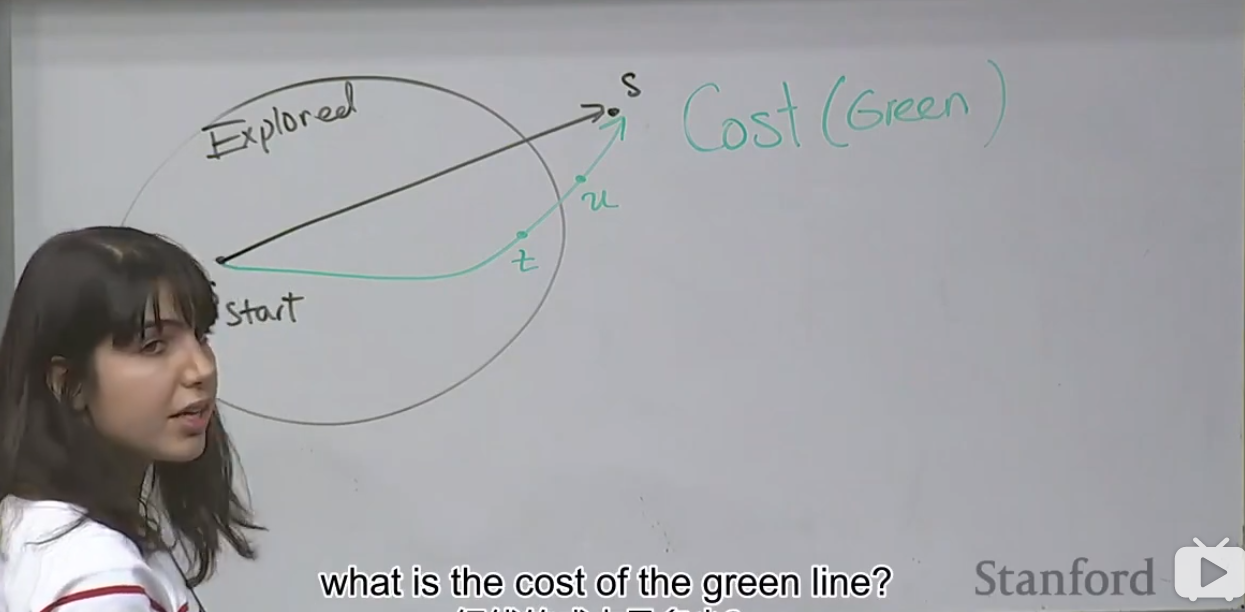 Explored
s
Cost (Green)
u
t
start
what is the cost of the green line?
Stanford